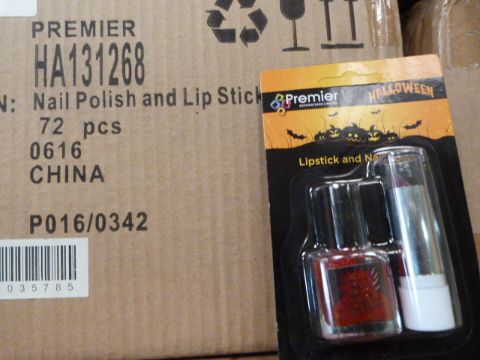 PREMIER
HA131268
N: Nail Polish and Lip Stick
72 pcs
0616
CHINA
P016/0342
035785
Premier
HALLOWEEN
Lipstick and Nail